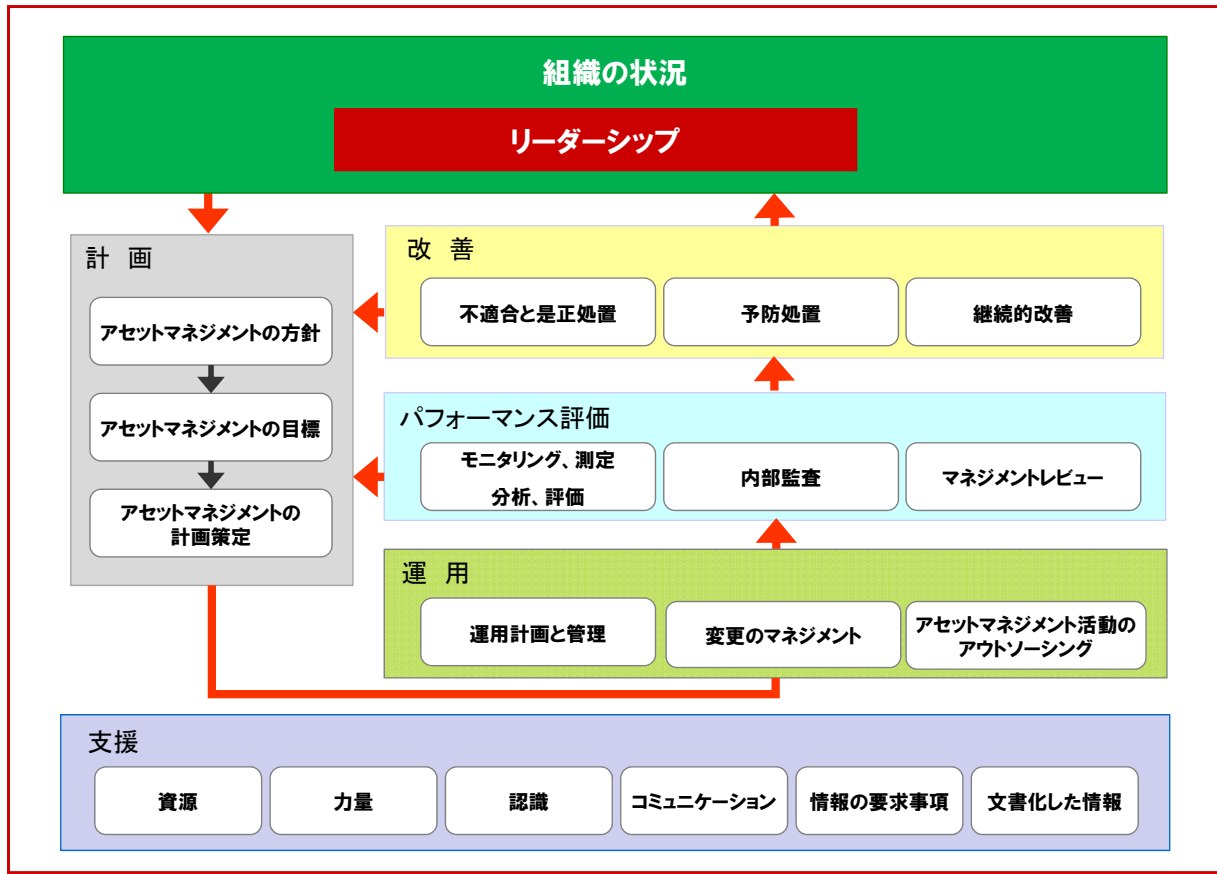 組織の状況
リーダーシップ
計　画
アセットマネジメントの方針
アセットマネジメントの目標
アセットマネジメントの
計画策定
改　善
不適合と是正処置
予防処置
継続的改善
パフォーマンス評価
モニタリング、測定
分析、評価
内部監査
マネジメントレビュー
運　用
運用計画と管理
変更のマネジメント
アセットマネジメント活動の
アウトソーシング
支援
資源
力量
認識
コミュニケーション
情報の要求事項
文書化した情報